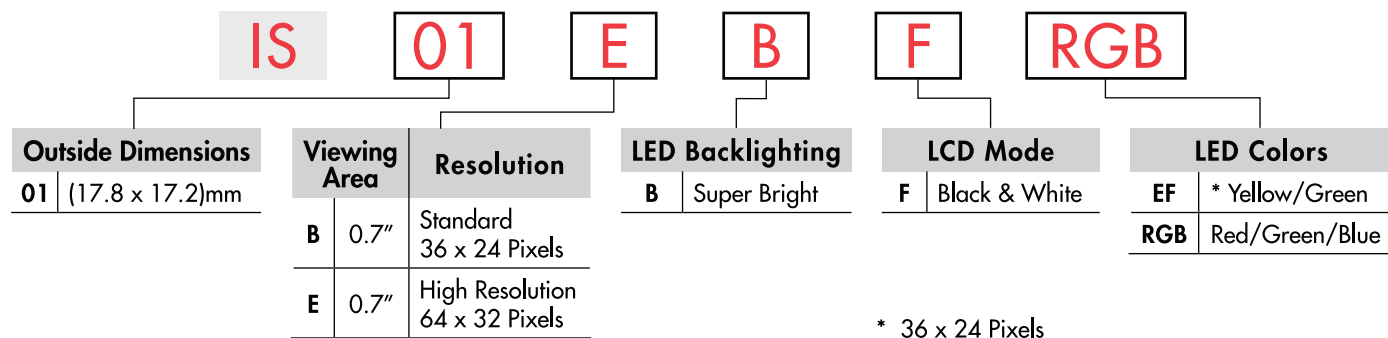 IS 01 E B F RGB
Outside Dimensions
01 (17.8 x 17.2)mm
Viewing Area Resolution
B 0.7″ Standard
36 x 24 Pixels
E 0.7″ High Resolution
64 x 32 Pixels
LED Backlighting
B Super Bright
LCD Mode
F Black & White
LED Colors
EF * Yellow/Green
RGB Red/Green/Blue
* 36 x 24 Pixels